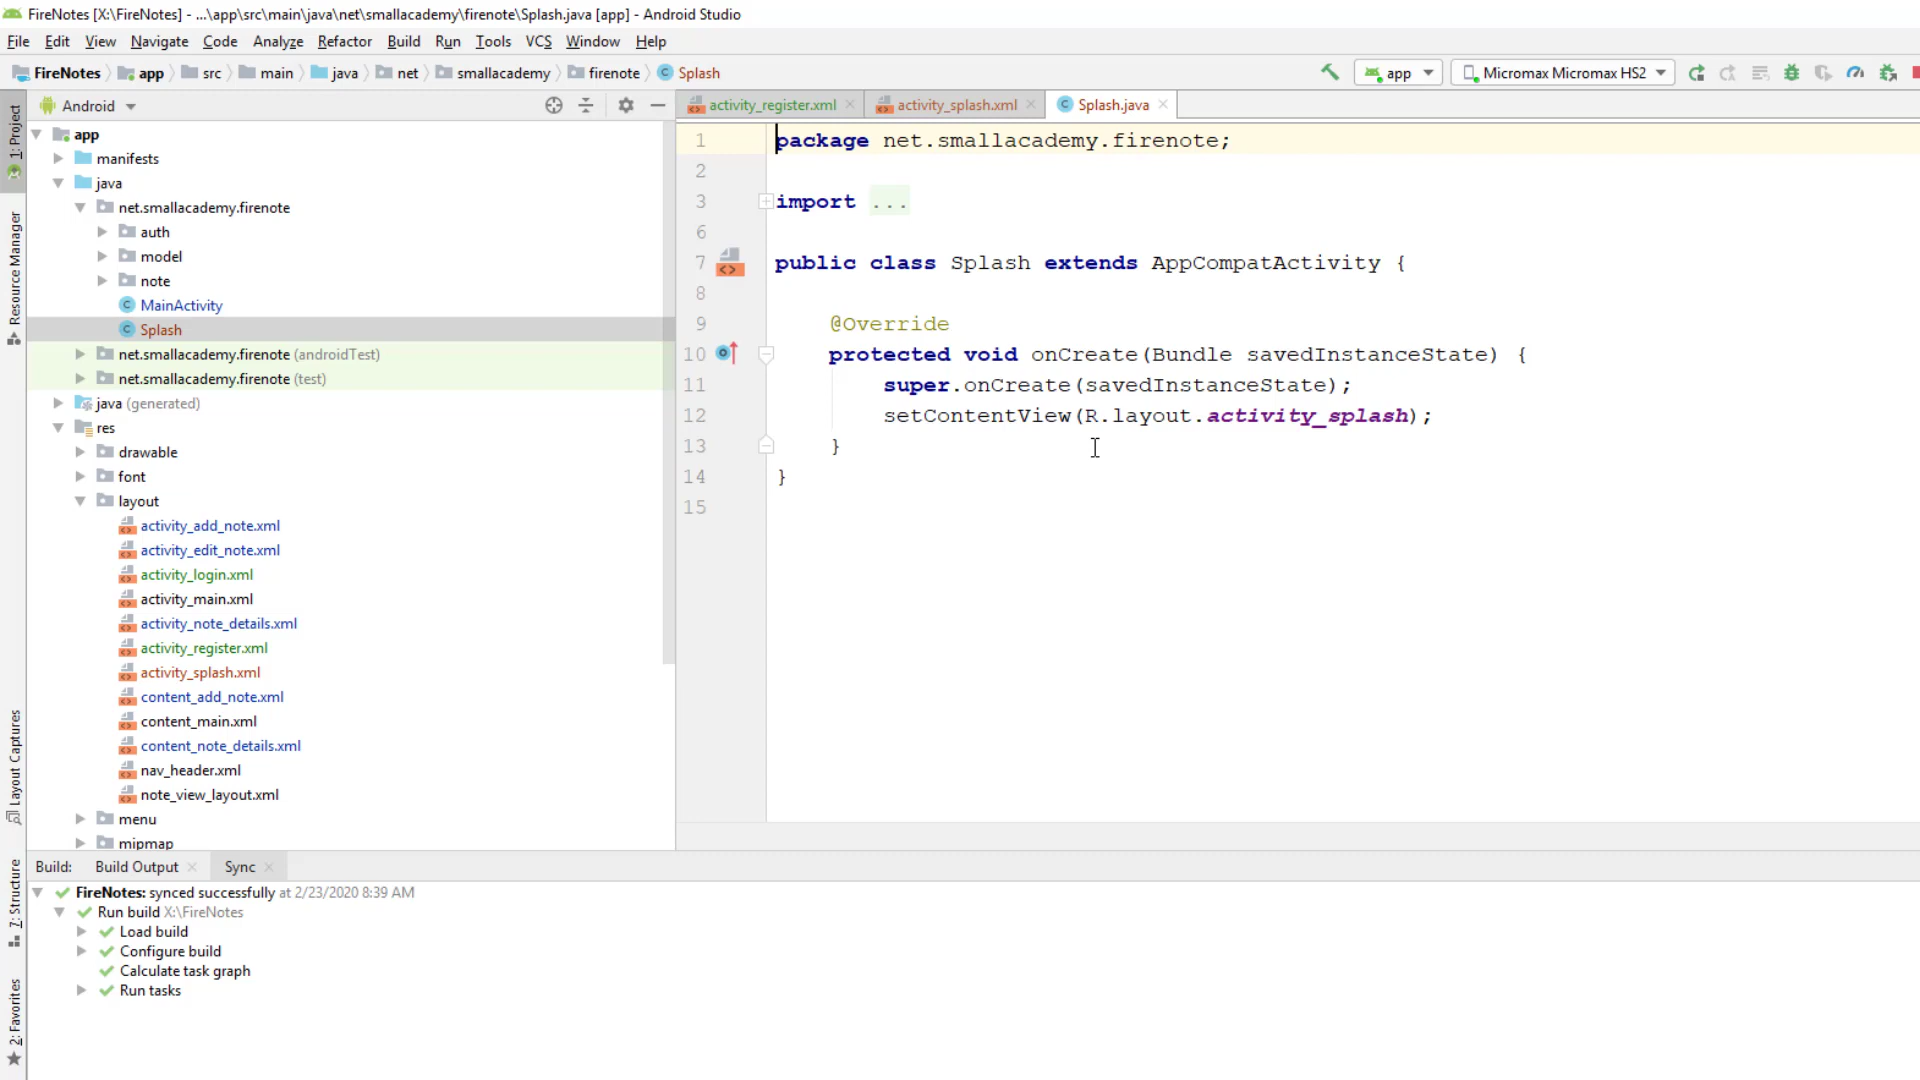 FireNotes [X:\FireNotes] - ...\app\src\main\java\net\smallacademy\firenote\Splash.java [app] - Android Studio
File Edit View Navigate Code Analyze Refactor Build Run Tools VCS Window Help
FireNotes app src main java net smallacademy firenote Splash
app Micromax Micromax HS2
1: Project
Resource Manager
Layout Captures
7: Structure
2: Favorites
Android
app
manifests
java
net.smallacademy.firenote
auth
model
note
MainActivity
Splash
net.smallacademy.firenote (androidTest)
net.smallacademy.firenote (test)
java (generated)
res
drawable
font
layout
activity_add_note.xml
activity_edit_note.xml
activity_login.xml
activity_main.xml
activity_note_details.xml
activity_register.xml
activity_splash.xml
content_add_note.xml
content_main.xml
content_note_details.xml
nav_header.xml
note_view_layout.xml
menu
mipmap
activity_register.xml activity_splash.xml Splash.java
1 package net.smallacademy.firenote;
2
3 import ...
6
7 public class Splash extends AppCompatActivity {
8
9 @Override
10 protected void onCreate(Bundle savedInstanceState) {
11 super.onCreate(savedInstanceState);
12 setContentView(R.layout.activity_splash);
13 }
14 }
15
Build: Build Output Sync
FireNotes: synced successfully at 2/23/2020 8:39 AM
Run build X:\FireNotes
Load build
Configure build
Calculate task graph
Run tasks